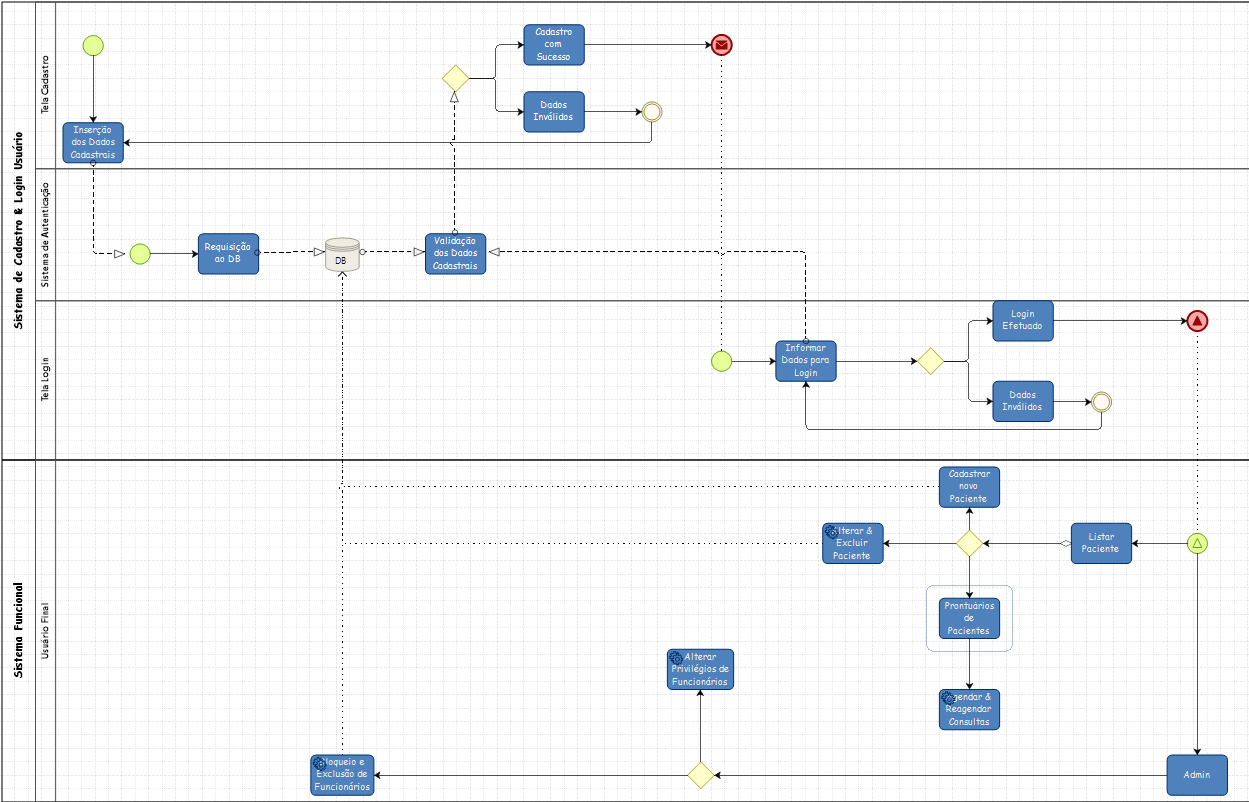 Sistema de Cadastro & Login Usuário
Tela Cadastro
Inserção
dos Dados
Cadastrais
Cadastro
com
Sucesso
Dados
Inválidos
Sistema de Autenticação
Requisição
ao DB
DB
Validação
dos Dados
Cadastrais
Tela Login
Informar
Dados para
Login
Login
Efetuado
Dados
Inválidos
Sistema Funcional
Usuário Final
Cadastrar
novo
Paciente
Alterar &
Excluir
Paciente
Listar
Paciente
Prontuários
de
Pacientes
Alterar
Privilégios de
Funcionários
Agendar &
Reagendar
Consultas
Bloqueio e
Exclusão de
Funcionários
Admin